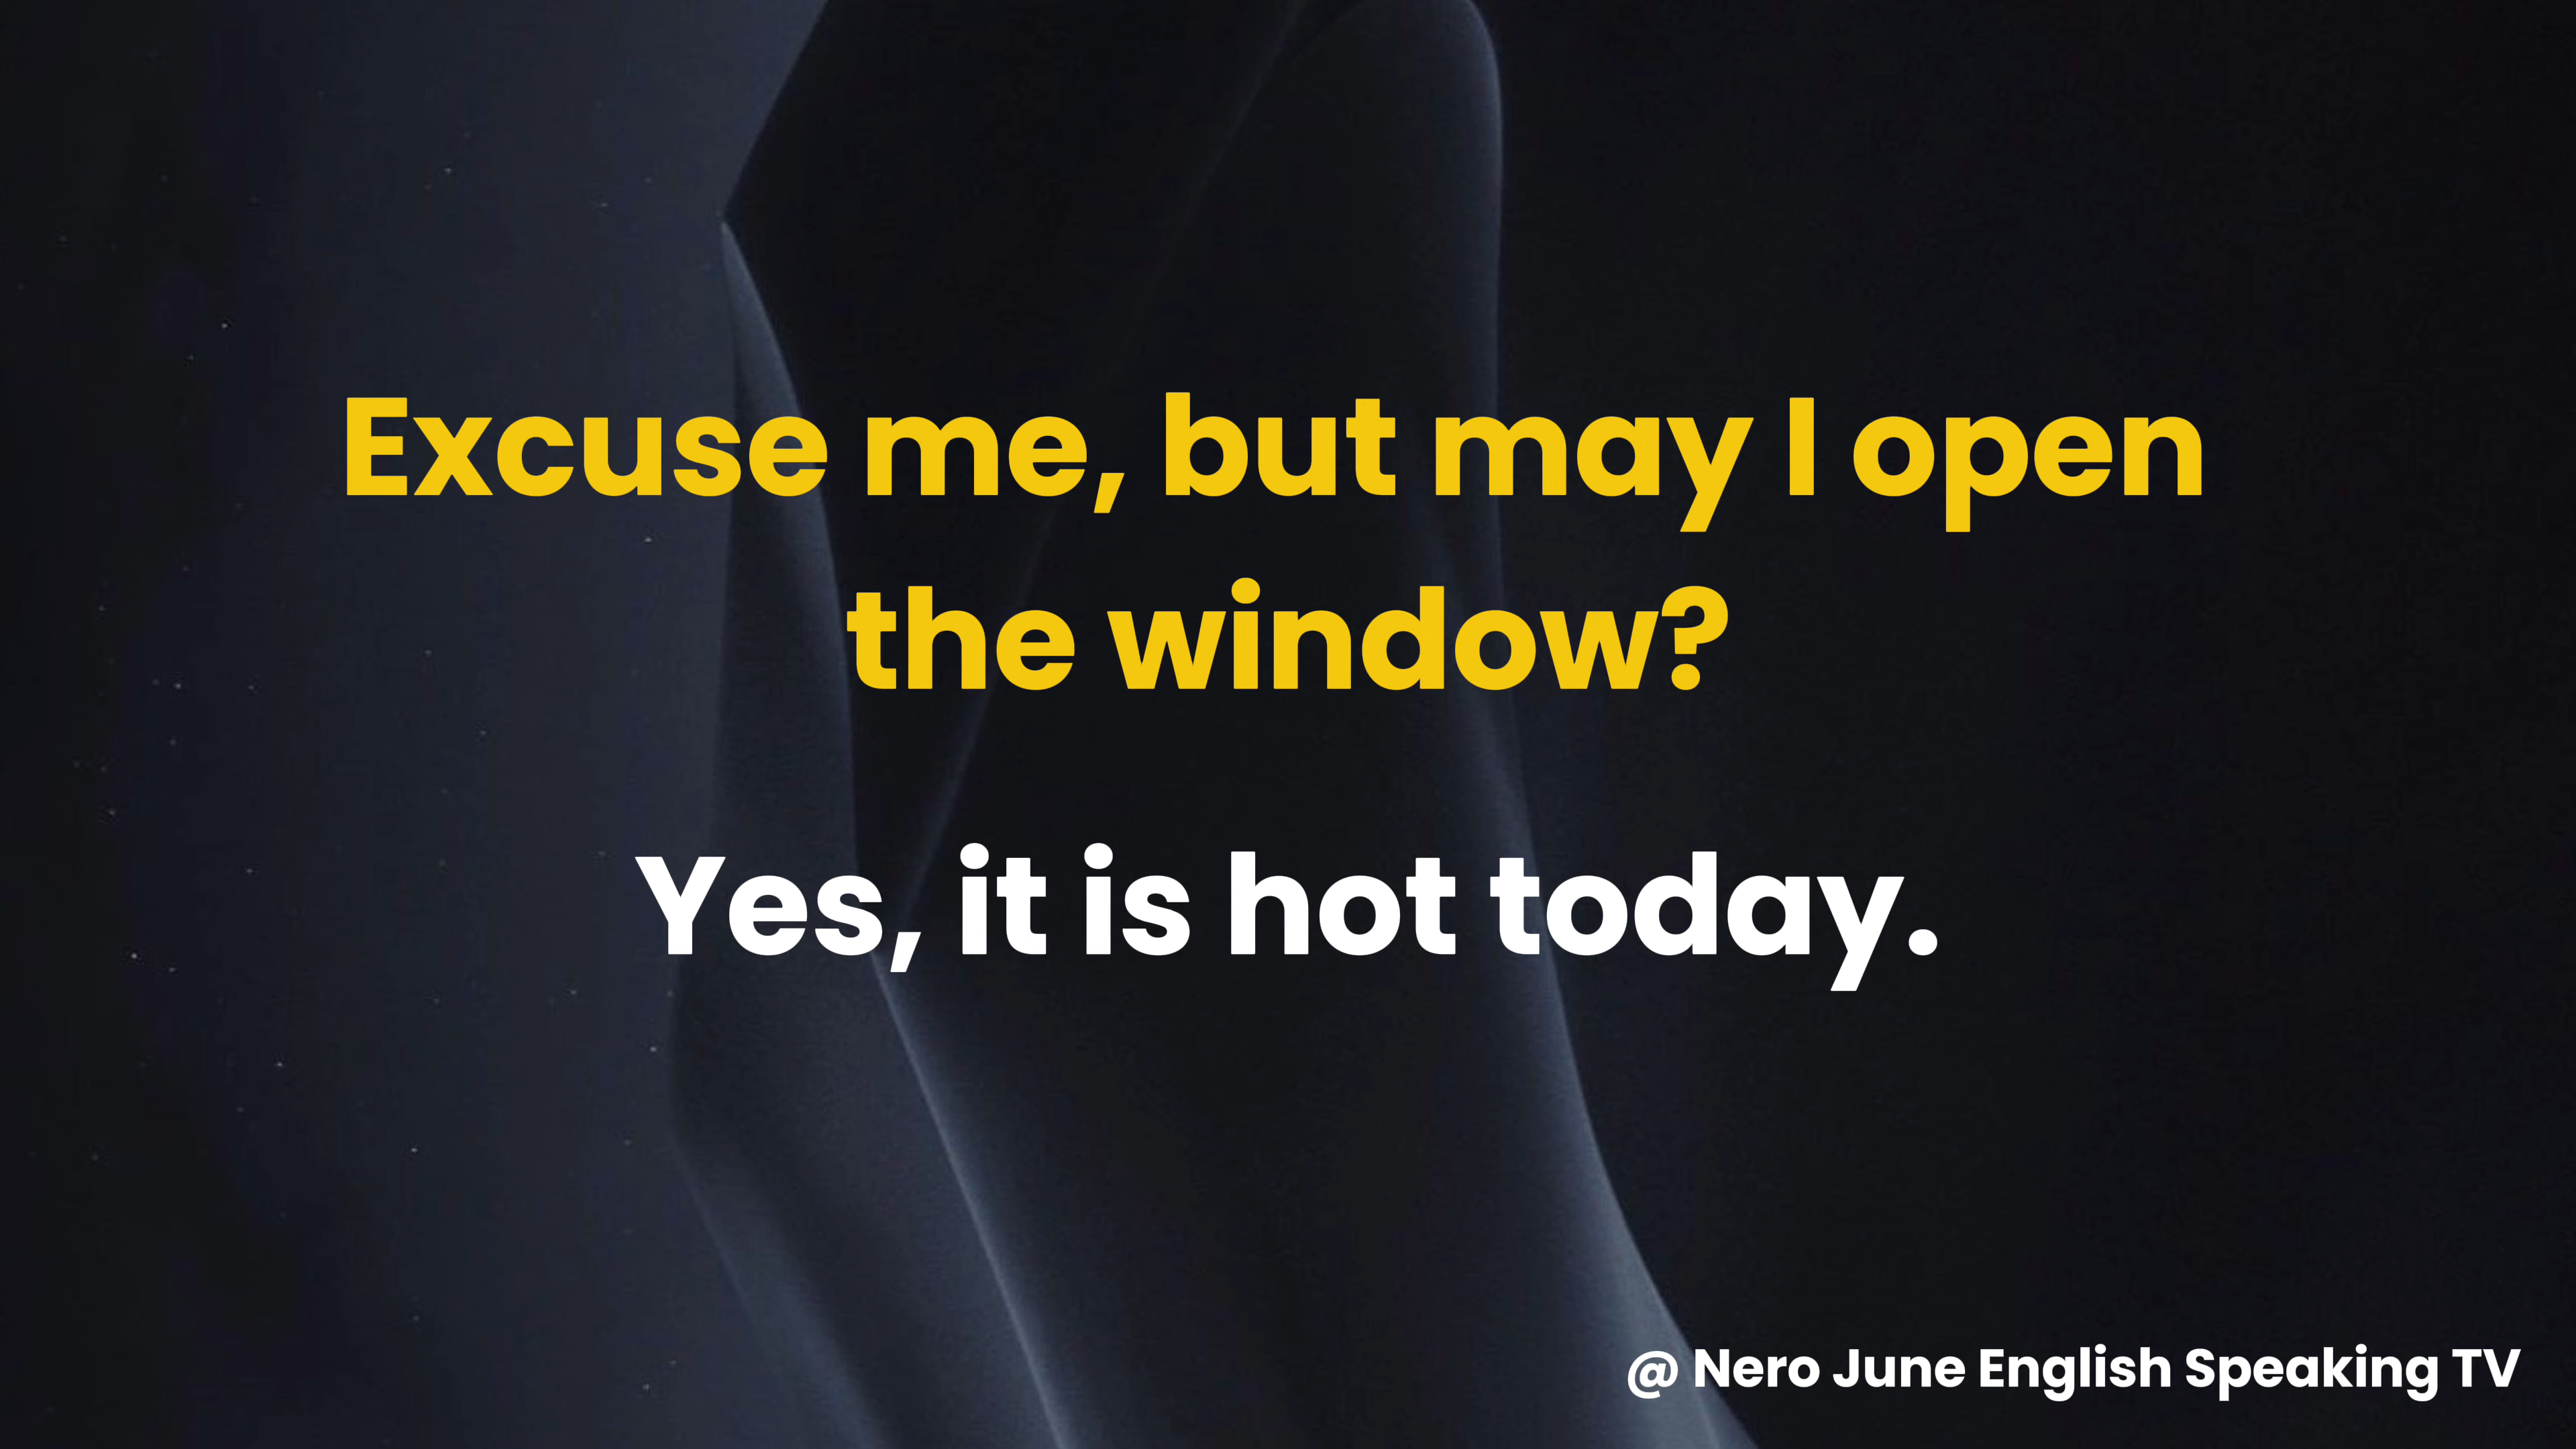 Excuse me, but may I open
the window?
Yes, it is hot today.
@ Nero June English Speaking TV